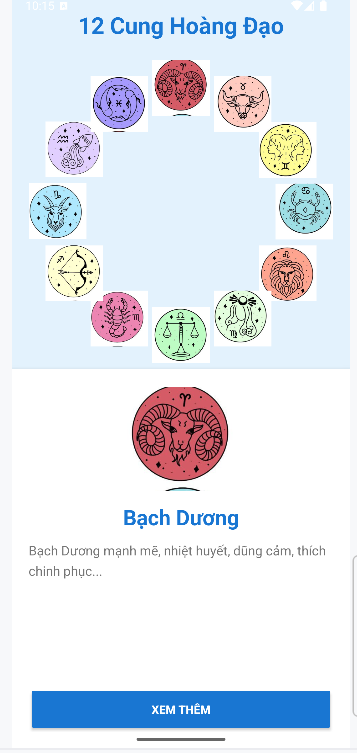 10:15
12 Cung Hoàng Đạo
Bạch Dương
Bạch Dương mạnh mẽ, nhiệt huyết, dũng cảm, thích
chinh phục...
XEM THÊM